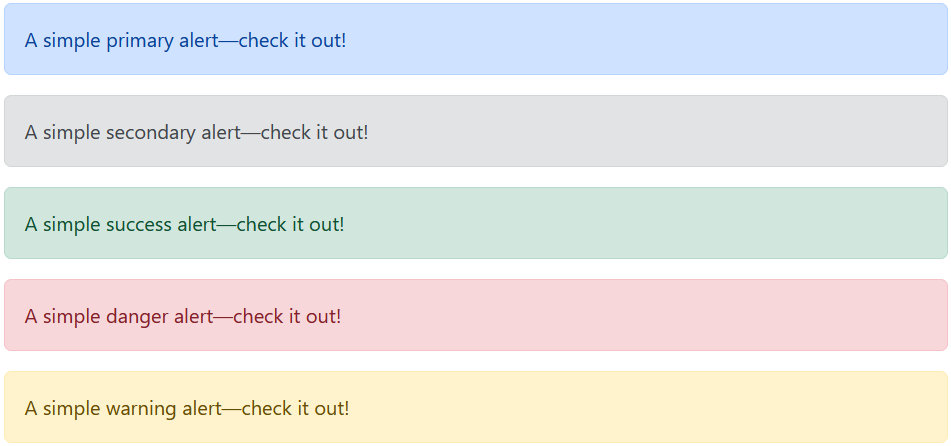 A simple primary alert—check it out!
A simple secondary alert—check it out!
A simple success alert—check it out!
A simple danger alert—check it out!
A simple warning alert—check it out!